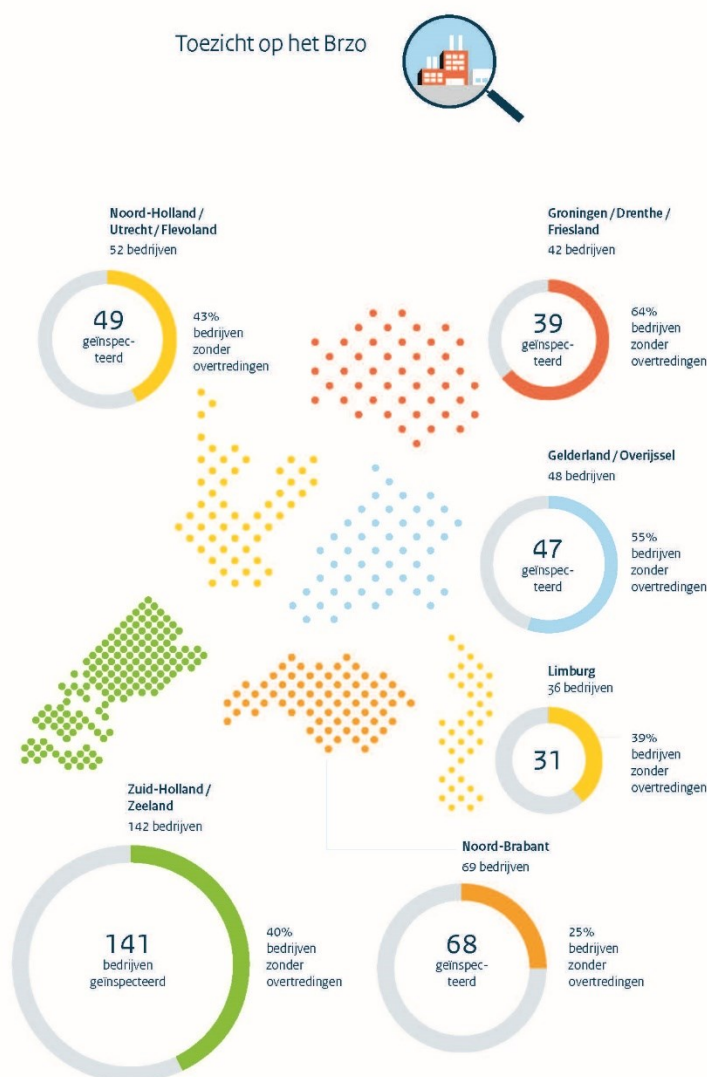 Toezicht op het Brzo
Noord-Holland /
Utrecht / Flevoland
52 bedrijven
49
geïnspec-
teerd
43%
bedrijven
zonder
overtredingen
Groningen / Drenthe /
Friesland
42 bedrijven
39
geïnspec-
teerd
64%
bedrijven
zonder
overtredingen
Gelderland / Overijssel
48 bedrijven
47
geïnspec-
teerd
55%
bedrijven
zonder
overtredingen
Limburg
36 bedrijven
31
39%
bedrijven
zonder
overtredingen
Zuid-Holland /
Zeeland
142 bedrijven
141
bedrijven
geïnspecteerd
40%
bedrijven
zonder
overtredingen
Noord-Brabant
69 bedrijven
68
geïnspec-
teerd
25%
bedrijven
zonder
overtredingen